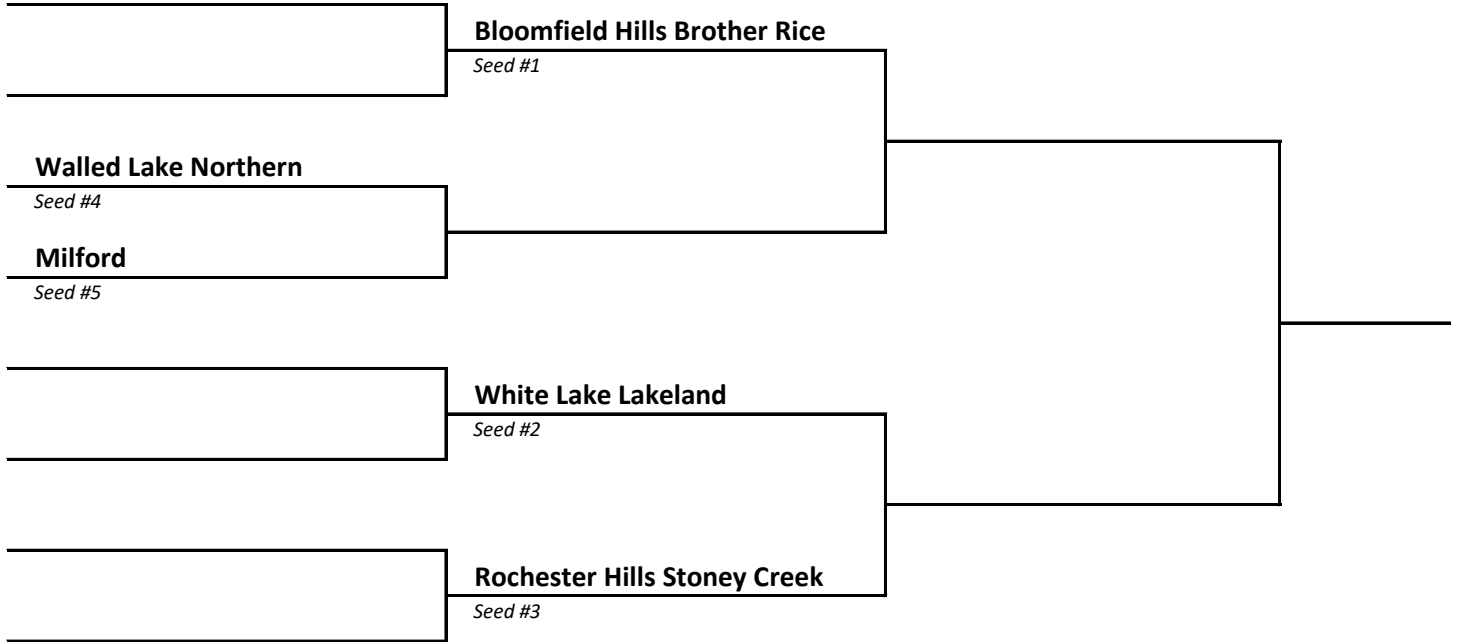 Bloomfield Hills Brother Rice
Seed #1
Walled Lake Northern
Seed #4
Milford
Seed #5
White Lake Lakeland
Seed #2
Rochester Hills Stoney Creek
Seed #3